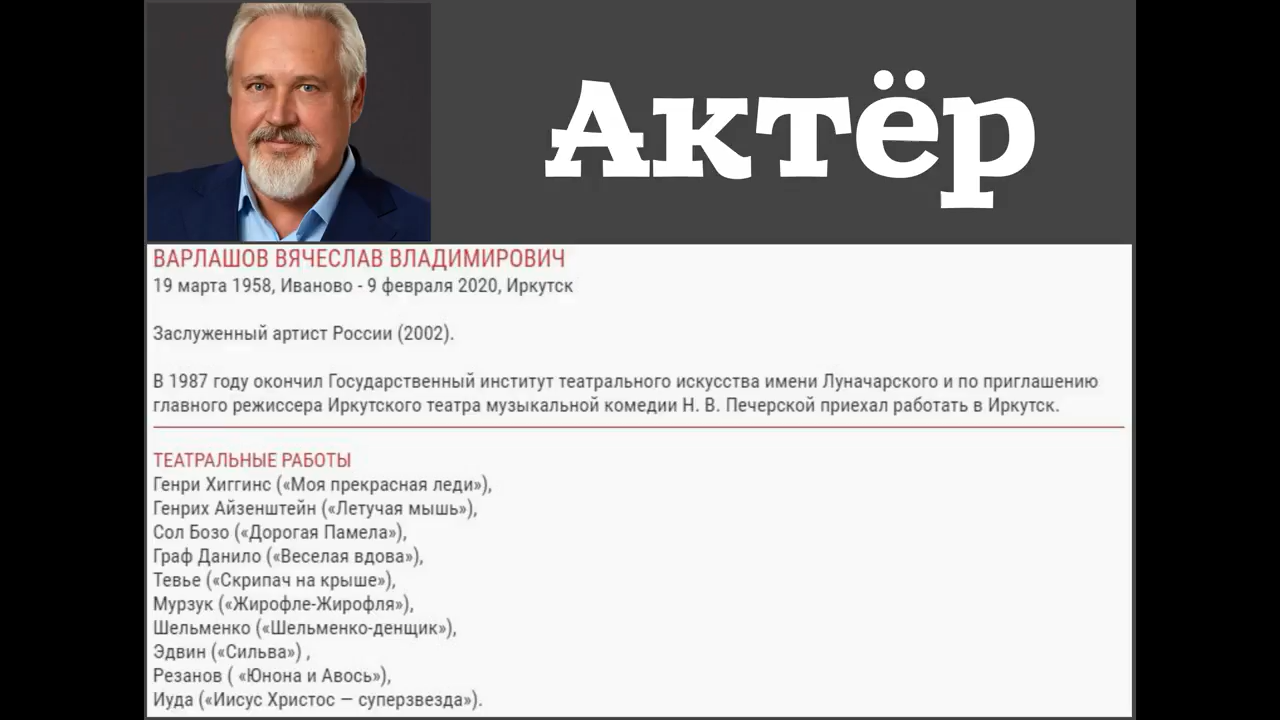 Актёр
ВАРЛАШОВ ВЯЧЕСЛАВ ВЛАДИМИРОВИЧ
19 марта 1958, Иваново - 9 февраля 2020, Иркутск
Заслуженный артист России (2002).
В 1987 году окончил Государственный институт театрального искусства имени Луначарского и по приглашению
главного режиссера Иркутского театра музыкальной комедии Н. В. Печерской приехал работать в Иркутск.
ТЕАТРАЛЬНЫЕ РАБОТЫ
Генри Хиггинс («Моя прекрасная леди»),
Генрих Айзенштейн («Летучая мышь»),
Сол Бозо («Дорогая Памела»),
Граф Данило («Веселая вдова»),
Тевье («Скрипач на крыше»),
Мурзук («Жирофле-Жирофля»),
Шельменко («Шельменко-денщик»),
Эдвин («Сильва») ,
Резанов ( «Юнона и Авось»),
Иуда («Иисус Христос — суперзвезда»).